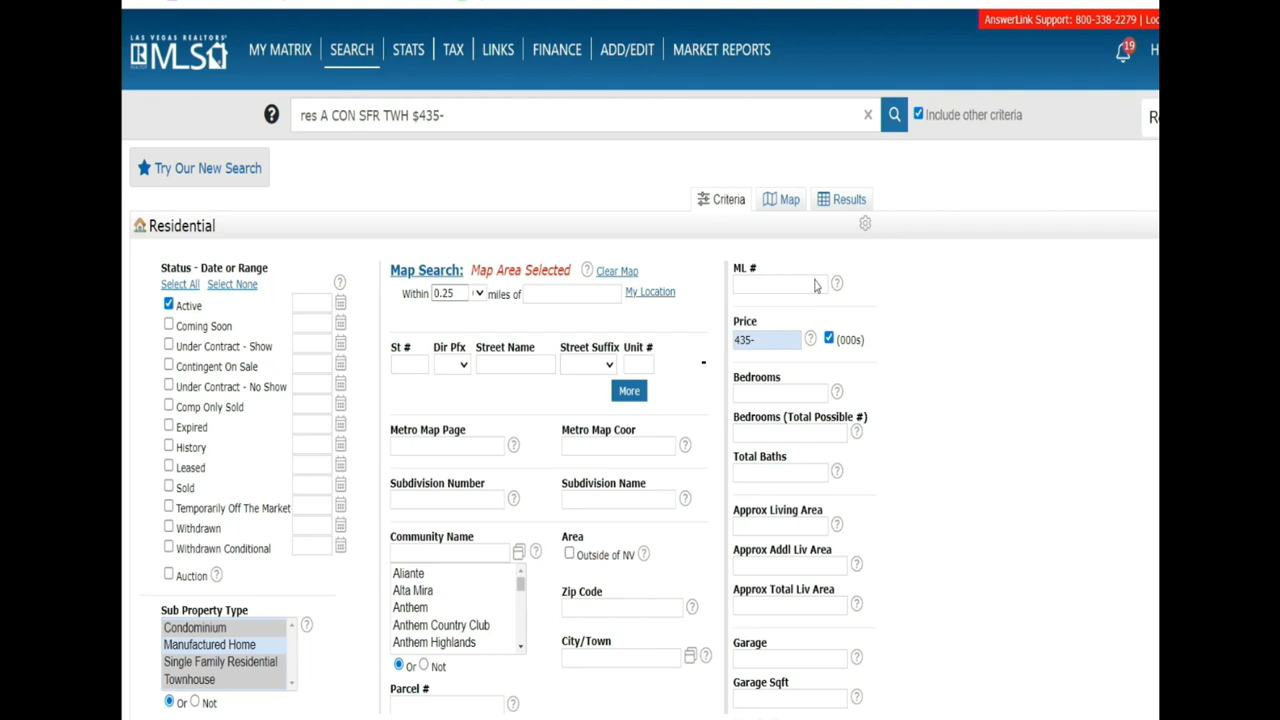 AnswerLink Support: 800-338-2279 | Loc
LAS VEGAS REALTORS'
MLS
MY MATRIX
SEARCH
STATS
TAX
LINKS
FINANCE
ADD/EDIT
MARKET REPORTS
19
H
res A CON SFR TWH $435-
Include other criteria
R
Try Our New Search
Criteria
Map
Results
Residential
Status - Date or Range
Select All Select None
Active
Coming Soon
Under Contract - Show
Contingent On Sale
Under Contract - No Show
Comp Only Sold
Expired
History
Leased
Sold
Temporarily Off The Market
Withdrawn
Withdrawn Conditional
Auction
Sub Property Type
Condominium
Manufactured Home
Single Family Residential
Townhouse
Or Not
Map Search: Map Area Selected Clear Map
Within 0.25 miles of My Location
St # Dir Pfx Street Name Street Suffix Unit #
-
More
Metro Map Page Metro Map Coor
Subdivision Number Subdivision Name
Community Name
Aliante
Alta Mira
Anthem
Anthem Country Club
Anthem Highlands
Or Not
Parcel #
Area
Outside of NV
Zip Code
City/Town
ML #
Price
435- (000s)
Bedrooms
Bedrooms (Total Possible #)
Total Baths
Approx Living Area
Approx Addl Liv Area
Approx Total Liv Area
Garage
Garage Sqft